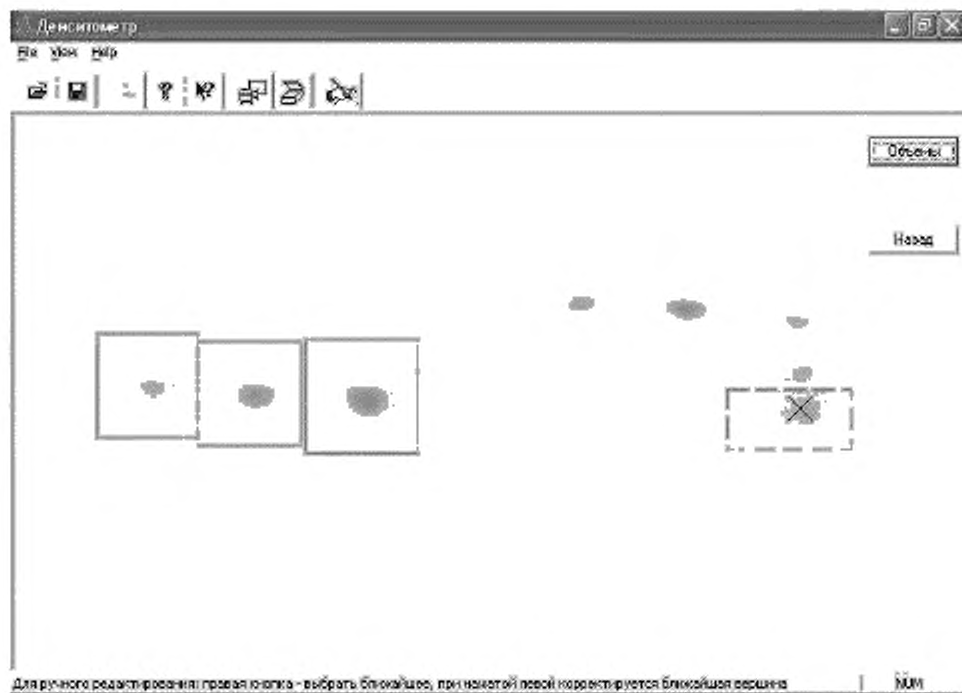 Денситометр
File View Help
Объемы
Назад
Для ручного редактирования: правая кнопка - выбрать ближайшее, при нажатой левой корректируется ближайшая вершина NUM